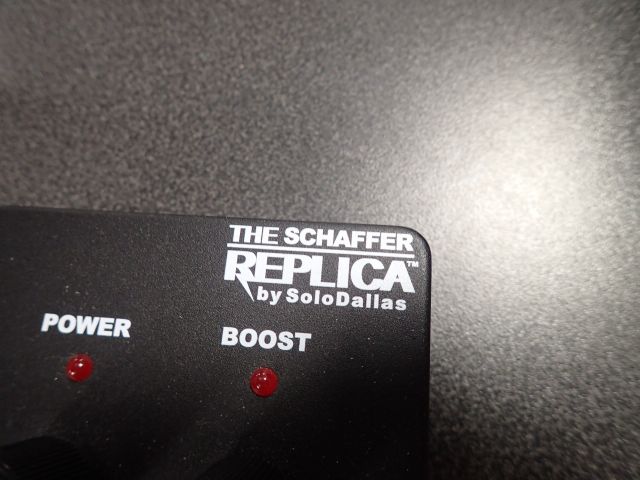 THE SCHAFFER
REPLICA™
by SoloDallas
POWER
BOOST